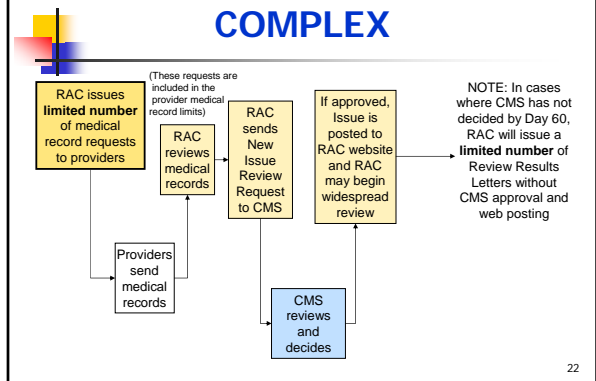 COMPLEX
RAC issues
limited number
of medical
record requests
to providers
(These requests are
included in the
provider medical
record limits)
Providers
send
medical
records
RAC
reviews
medical
records
RAC
sends
New
Issue
Review
Request
to CMS
CMS
reviews
and
decides
If approved,
Issue is
posted to
RAC website
and RAC
may begin
widespread
review
NOTE: In cases
where CMS has not
decided by Day 60,
RAC will issue a
limited number of
Review Results
Letters without
CMS approval and
web posting
22